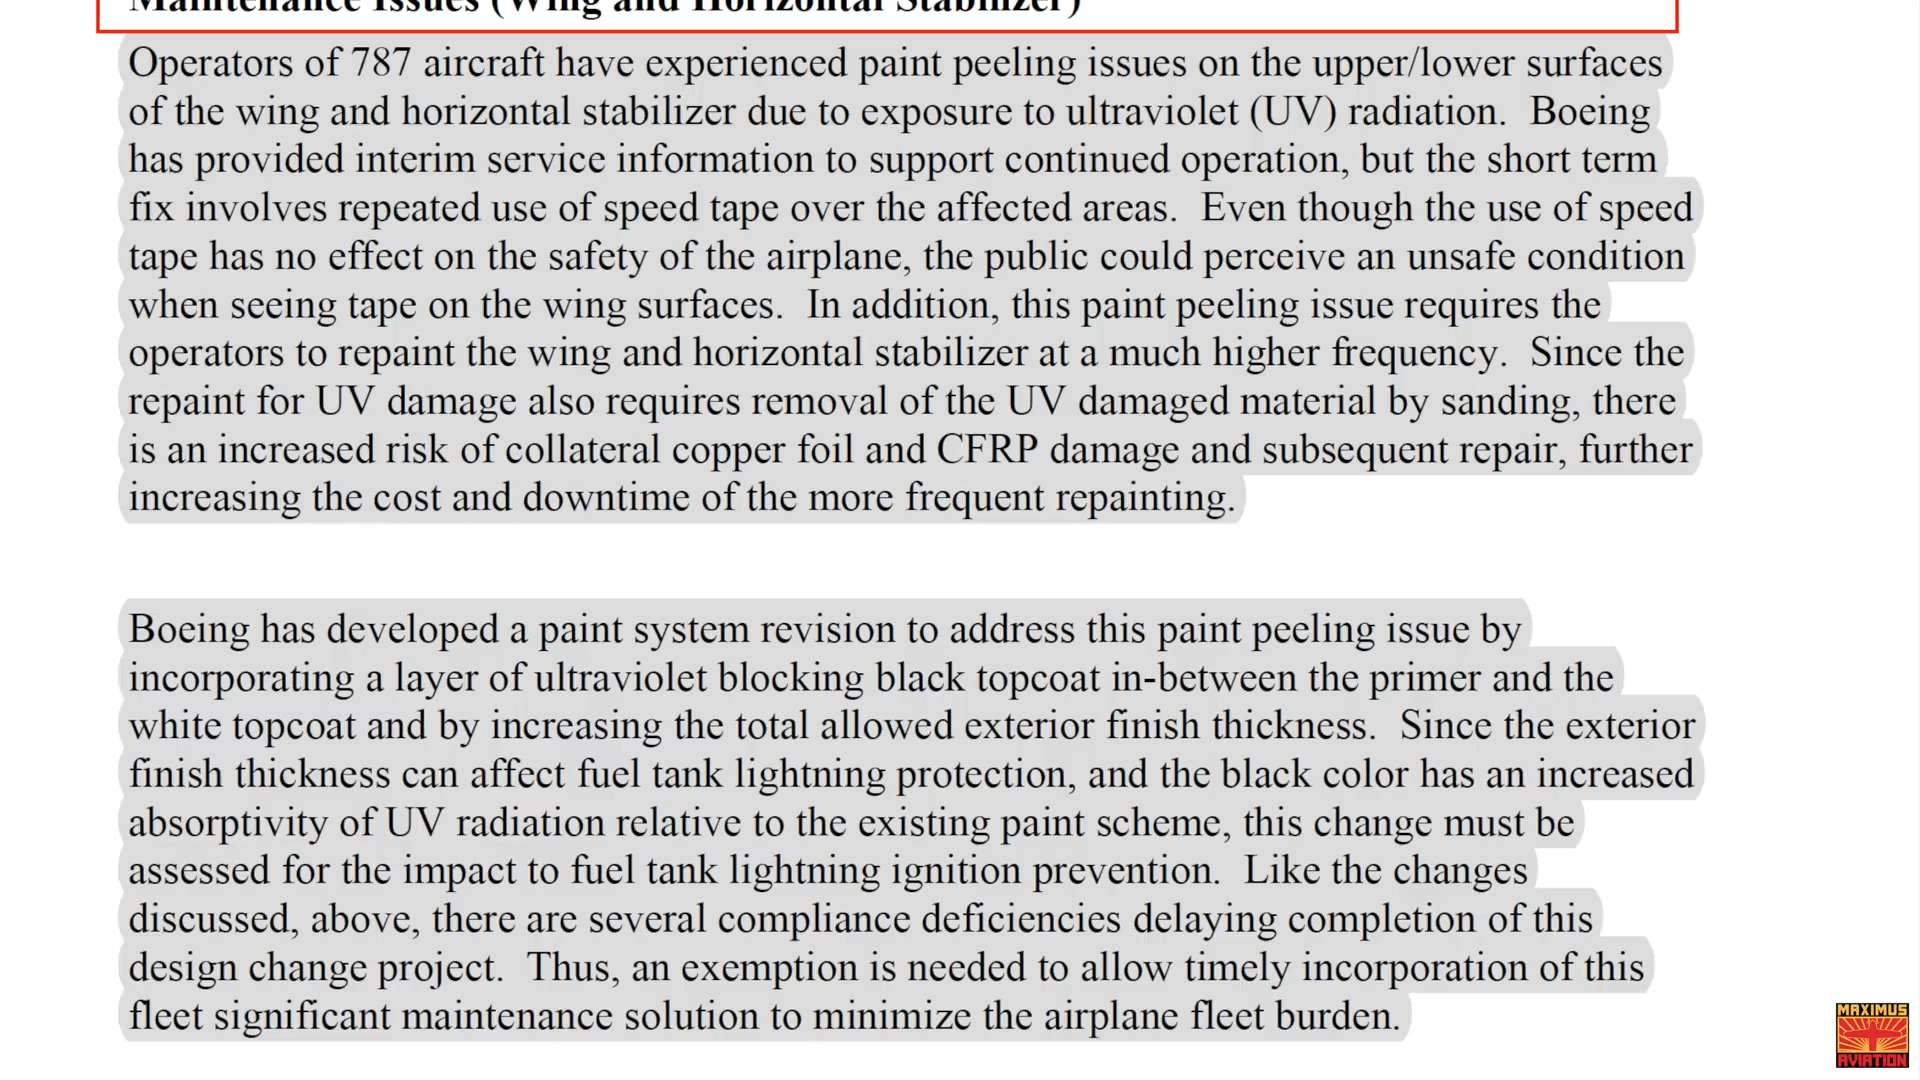 Maintenance Issues (Wing and Horizontal Stabilizer)
Operators of 787 aircraft have experienced paint peeling issues on the upper/lower surfaces
of the wing and horizontal stabilizer due to exposure to ultraviolet (UV) radiation.  Boeing
has provided interim service information to support continued operation, but the short term
fix involves repeated use of speed tape over the affected areas.  Even though the use of speed
tape has no effect on the safety of the airplane, the public could perceive an unsafe condition
when seeing tape on the wing surfaces.  In addition, this paint peeling issue requires the
operators to repaint the wing and horizontal stabilizer at a much higher frequency.  Since the
repaint for UV damage also requires removal of the UV damaged material by sanding, there
is an increased risk of collateral copper foil and CFRP damage and subsequent repair, further
increasing the cost and downtime of the more frequent repainting.
Boeing has developed a paint system revision to address this paint peeling issue by
incorporating a layer of ultraviolet blocking black topcoat in-between the primer and the
white topcoat and by increasing the total allowed exterior finish thickness.  Since the exterior
finish thickness can affect fuel tank lightning protection, and the black color has an increased
absorptivity of UV radiation relative to the existing paint scheme, this change must be
assessed for the impact to fuel tank lightning ignition prevention.  Like the changes
discussed, above, there are several compliance deficiencies delaying completion of this
design change project.  Thus, an exemption is needed to allow timely incorporation of this
fleet significant maintenance solution to minimize the airplane fleet burden.
MAXIMUS
AVIATION